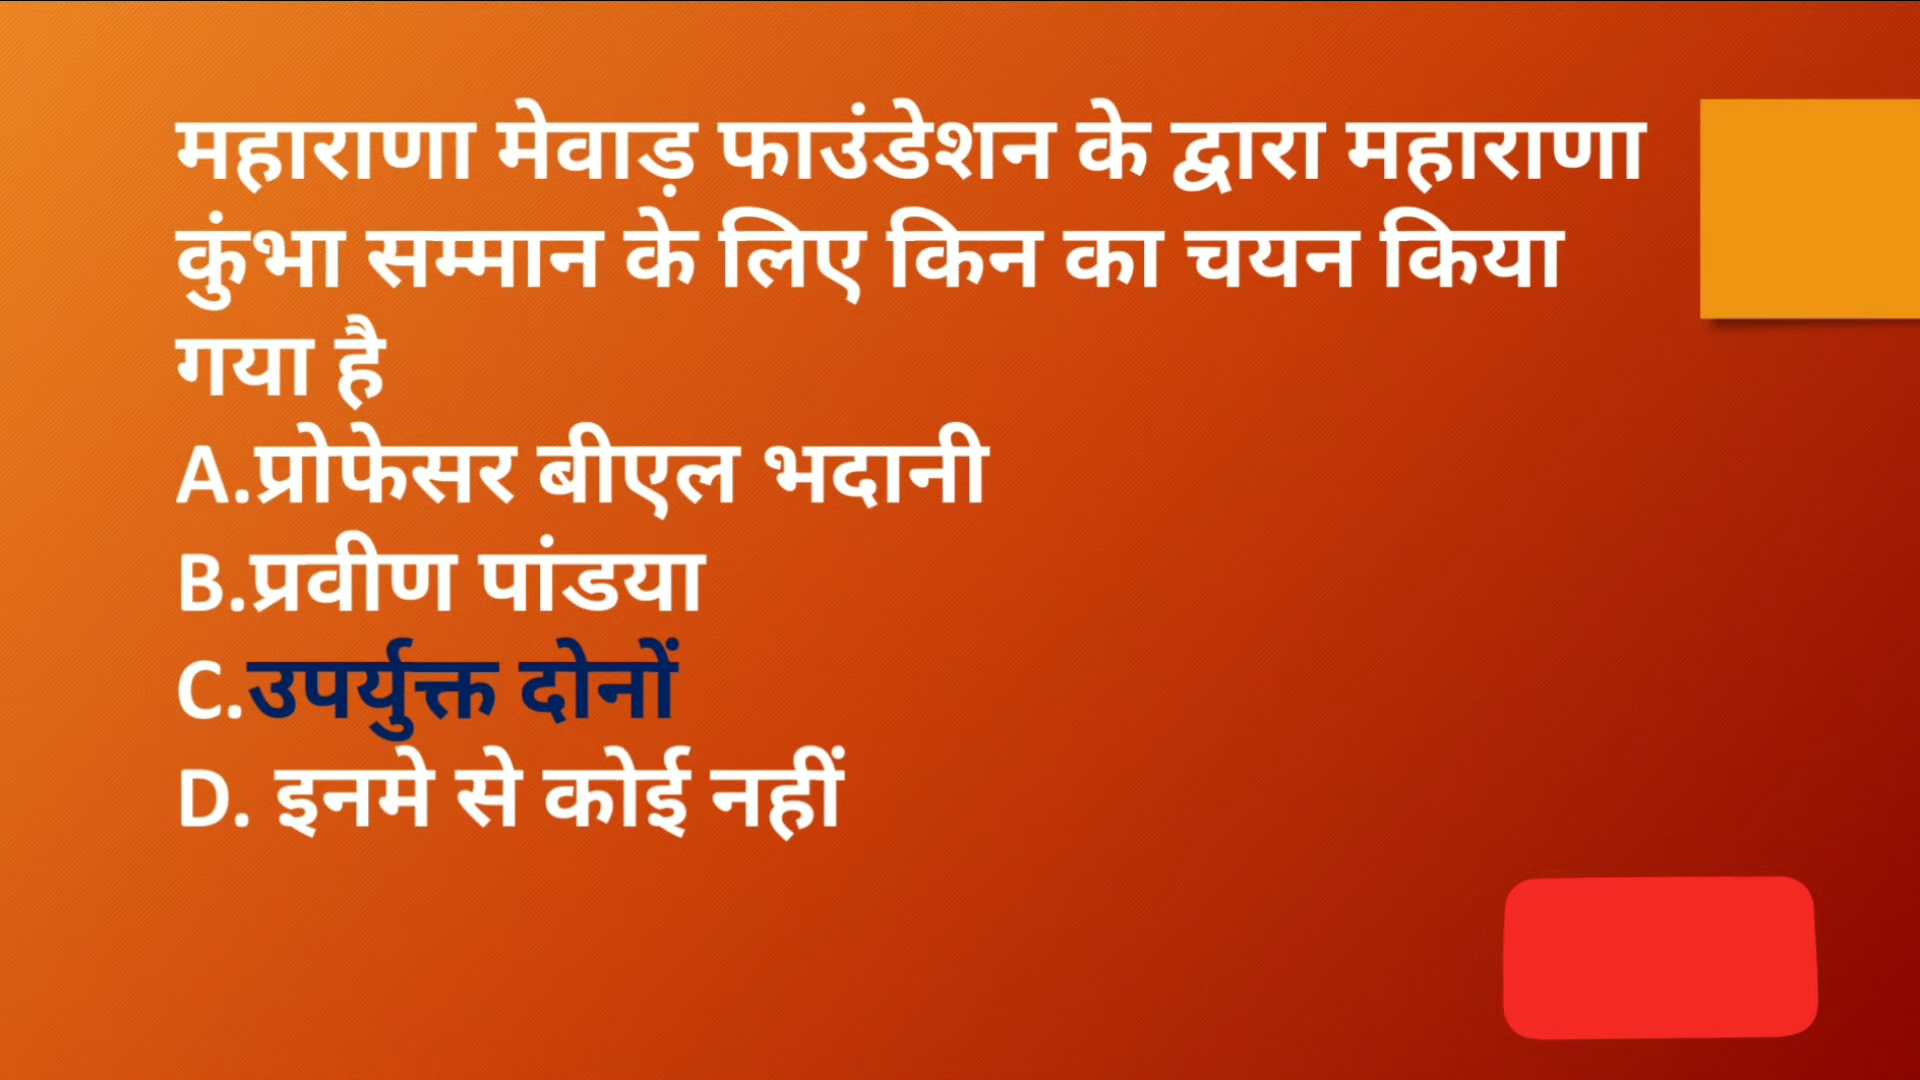 महाराणा मेवाड़ फाउंडेशन के द्वारा महाराणा
कुंभा सम्मान के लिए किन का चयन किया
गया है
A.प्रोफेसर बीएल भदानी
B.प्रवीण पांडया
C.उपर्युक्त दोनों
D. इनमे से कोई नहीं